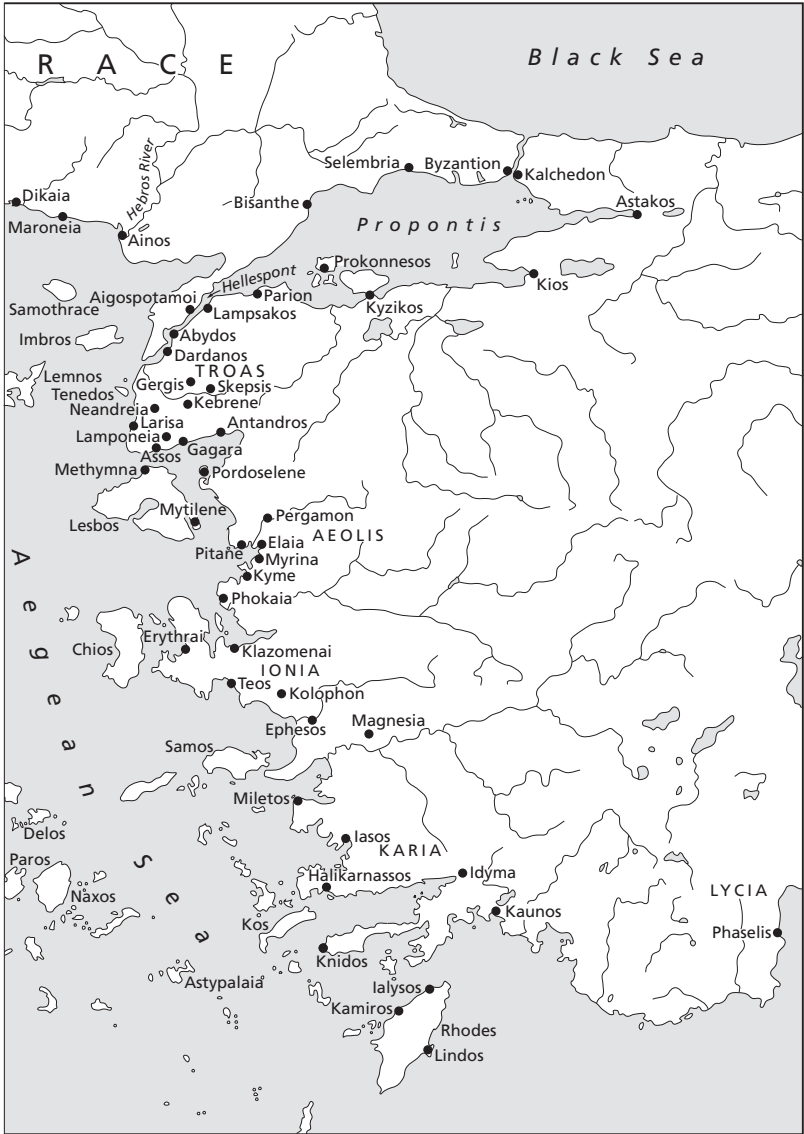 Black Sea
R A C E
Selembria
Byzantion
Kalchedon
Hebros River
Dikaia
Bisanthe
Astakos
Maroneia
Propontis
Ainos
Prokonnesos
Hellespont
Kios
Samothrace
Aigospotamoi
Parion
Lampsakos
Kyzikos
Imbros
Abydos
Dardanos
TROAS
Lemnos
Gergis
Skepsis
Tenedos
Kebrene
Neandreia
Larisa
Antandros
Lamponeia
Gagara
Assos
Methymna
Pordoselene
Mytilene
Pergamon
Lesbos
AEOLIS
Pitane
Elaia
Myrina
Kyme
Phokaia
Aegean Sea
Erythrai
Chios
Klazomenai
IONIA
Teos
Kolophon
Ephesos
Magnesia
Samos
Miletos
Delos
Iasos
KARIA
Paros
Halikarnassos
Idyma
Naxos
LYCIA
Kaunos
Kos
Phaselis
Knidos
Astypalaia
Ialysos
Kamiros
Rhodes
Lindos